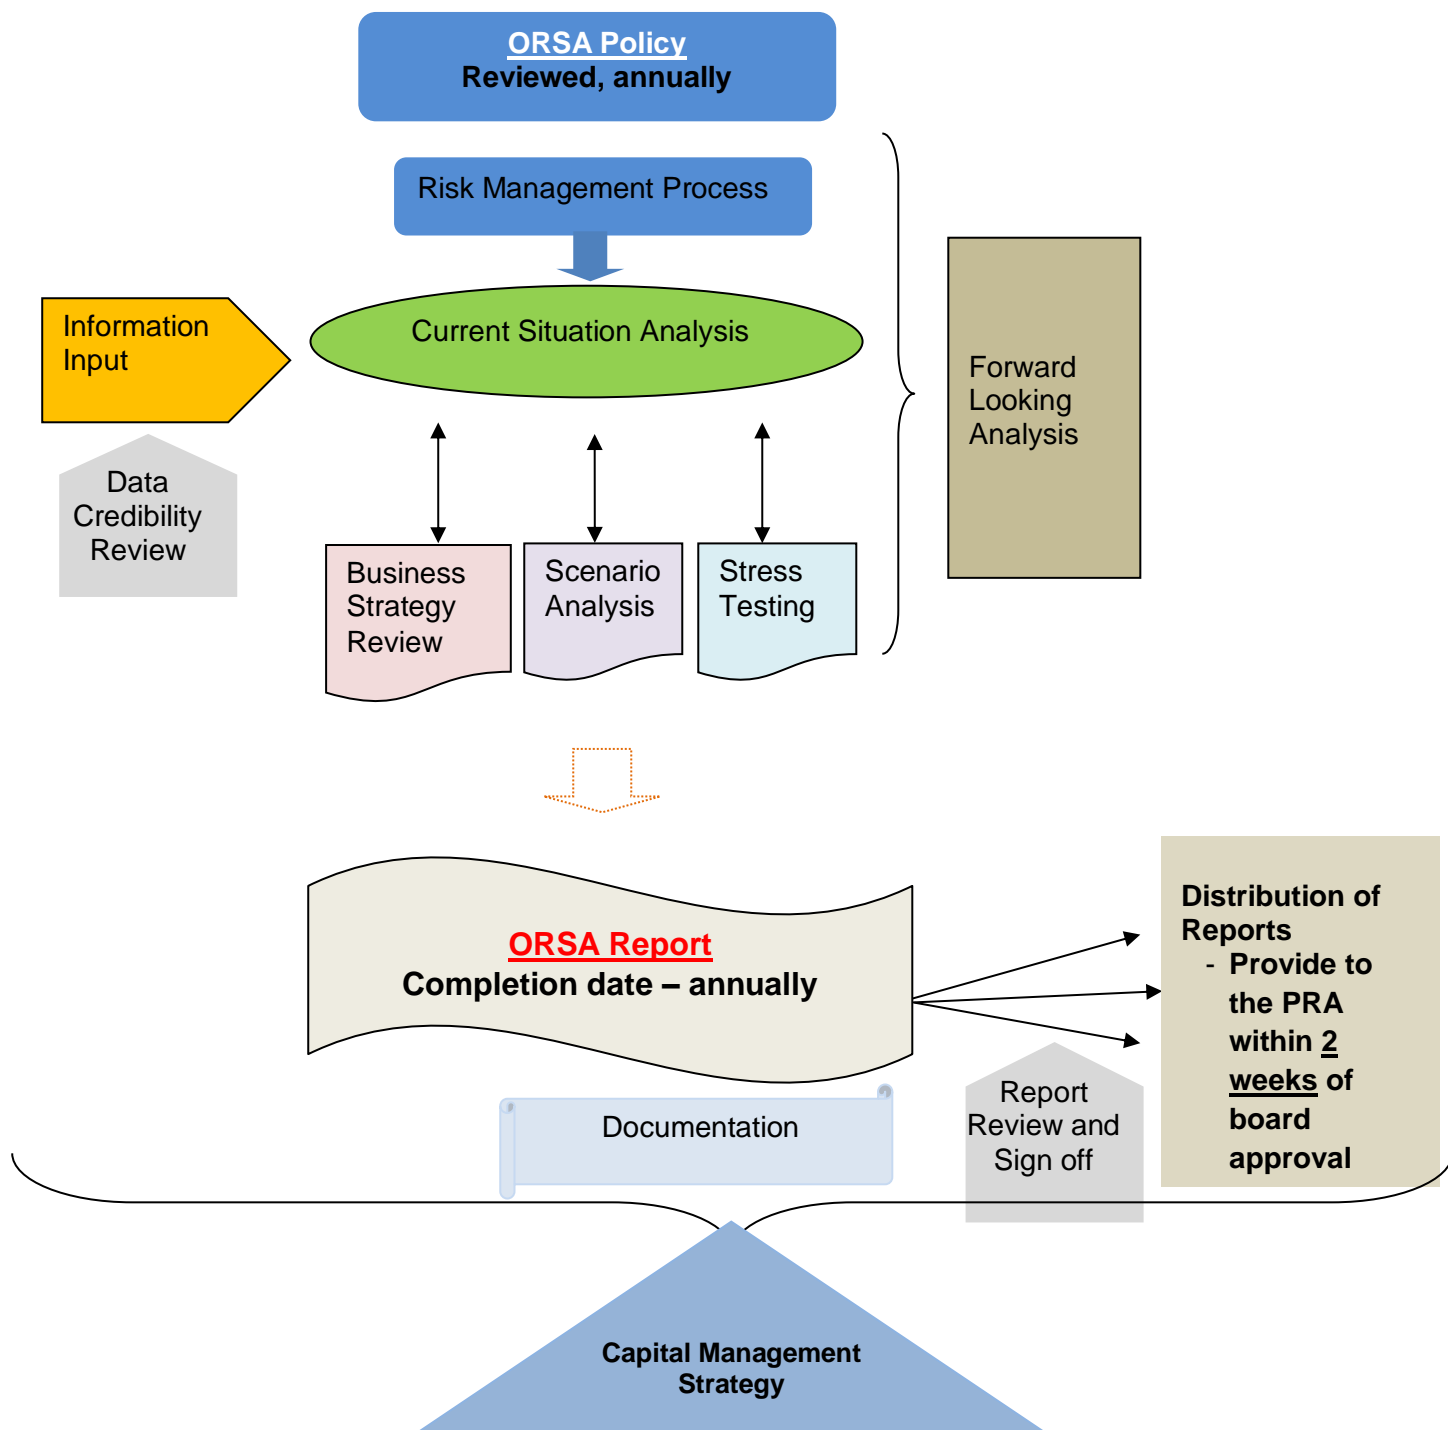 ORSA Policy
Reviewed, annually
Risk Management Process
Information
Input
Current Situation Analysis
Forward
Looking
Analysis
Data
Credibility
Review
Business
Strategy
Review
Scenario
Analysis
Stress
Testing
ORSA Report
Completion date – annually
Distribution of
Reports
- Provide to
the PRA
within 2
weeks of
board
approval
Report
Review and
Sign off
Documentation
Capital Management
Strategy